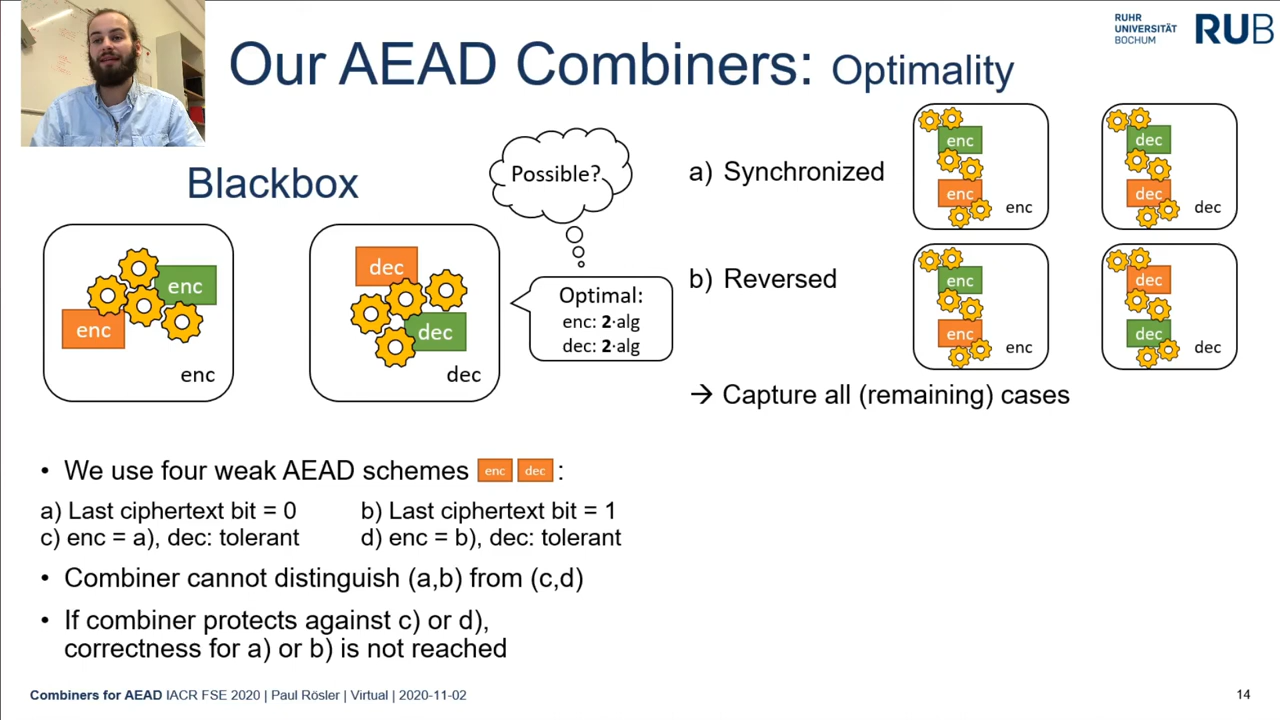 RUHR
UNIVERSITÄT
BOCHUM
RUB
Our AEAD Combiners: Optimality
Blackbox
Possible?
enc
enc
enc
dec
dec
dec
Optimal:
enc: 2·alg
dec: 2·alg
a) Synchronized
enc
enc
enc
dec
dec
dec
b) Reversed
enc
enc
enc
dec
dec
dec
→ Capture all (remaining) cases
• We use four weak AEAD schemes enc dec :
a) Last ciphertext bit = 0 b) Last ciphertext bit = 1
c) enc = a), dec: tolerant d) enc = b), dec: tolerant
• Combiner cannot distinguish (a,b) from (c,d)
• If combiner protects against c) or d),
correctness for a) or b) is not reached
Combiners for AEAD IACR FSE 2020 | Paul Rösler | Virtual | 2020-11-02
14